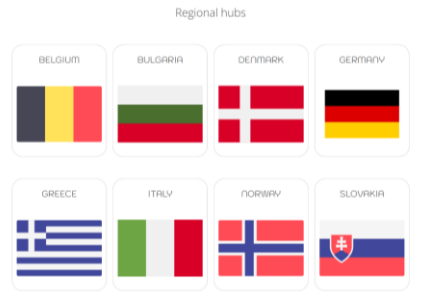 Regional hubs
BELGIUM BULGARIA DENMARK GERMANY
GREECE ITALY NORWAY SLOVAKIA